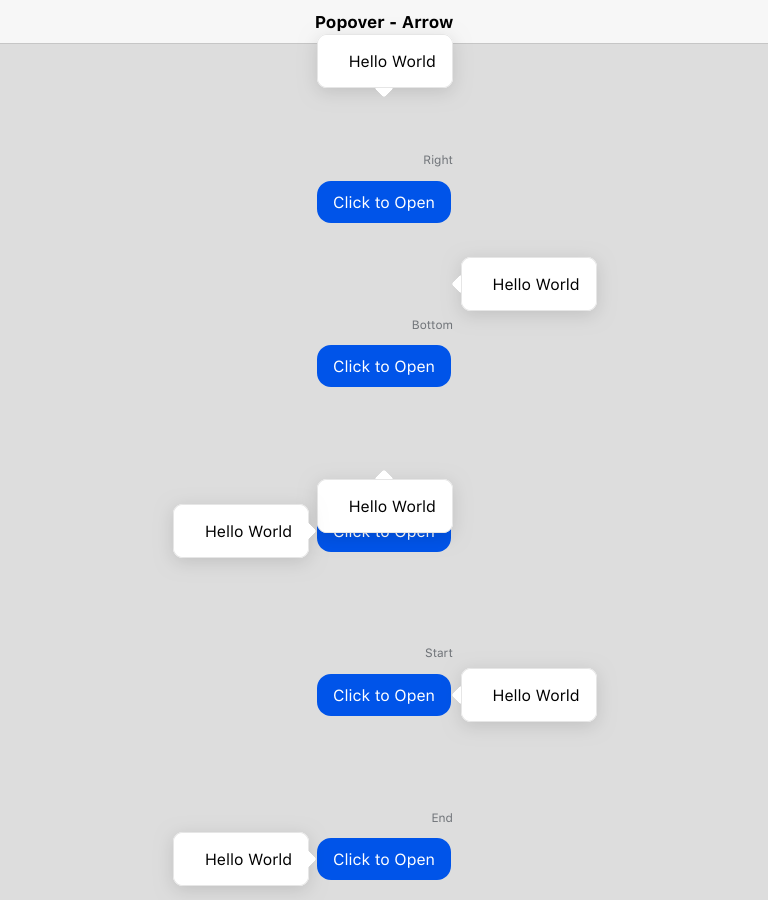 Popover - Arrow
Hello World
Right
Click to Open
Hello World
Bottom
Click to Open
Hello World
Hello World
Click to Open
Start
Click to Open
Hello World
End
Hello World
Click to Open